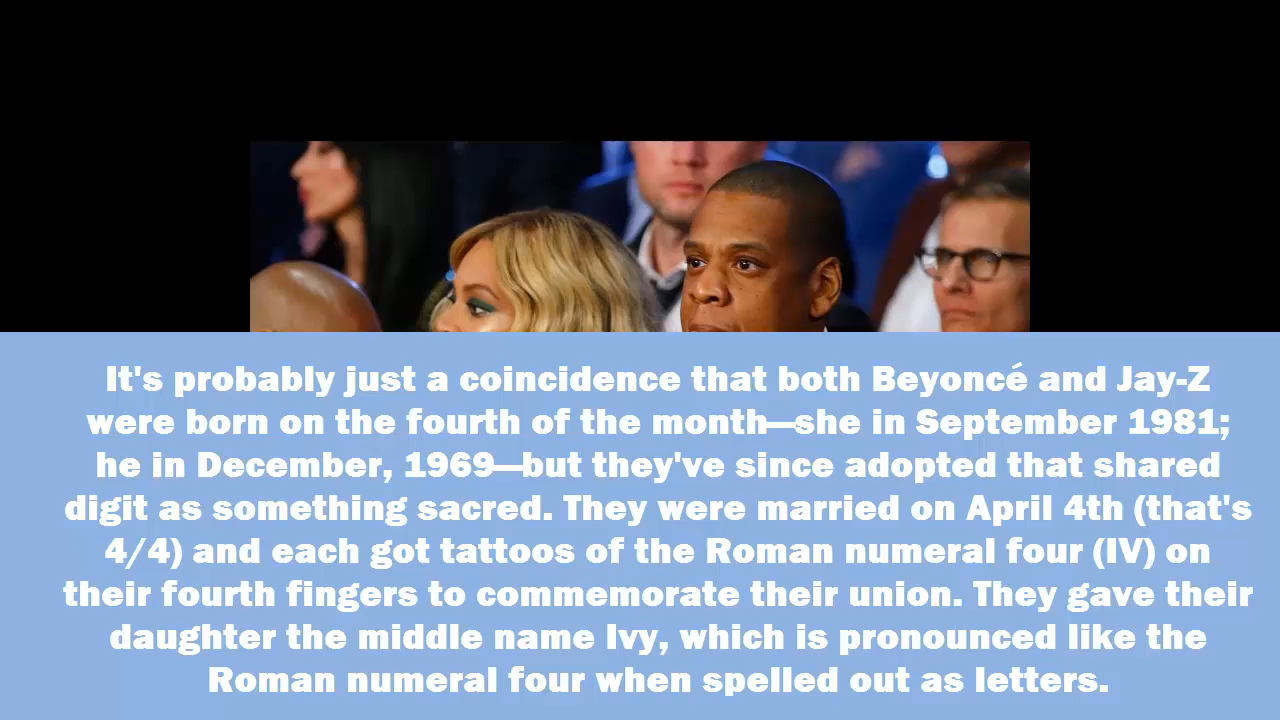 It's probably just a coincidence that both Beyoncé and Jay-Z
were born on the fourth of the month—she in September 1981;
he in December, 1969—but they've since adopted that shared
digit as something sacred. They were married on April 4th (that's
4/4) and each got tattoos of the Roman numeral four (IV) on
their fourth fingers to commemorate their union. They gave their
daughter the middle name Ivy, which is pronounced like the
Roman numeral four when spelled out as letters.